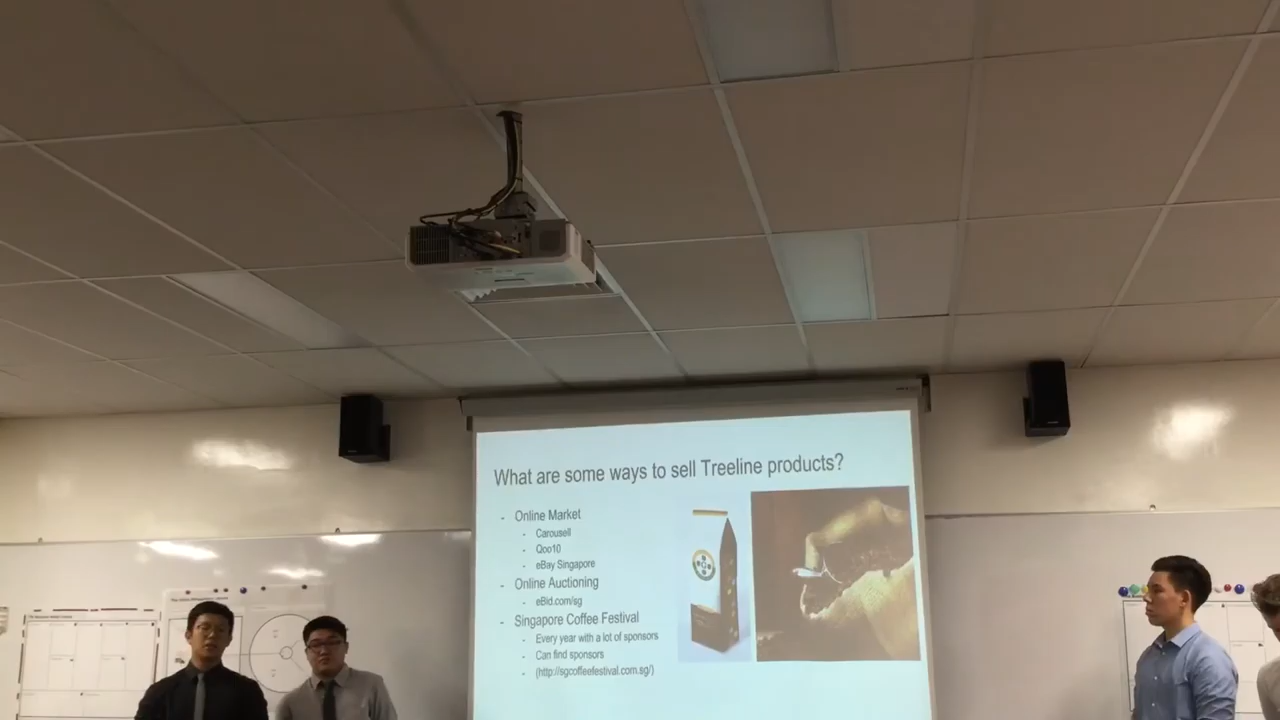 What are some ways to sell Treeline products?
- Online Market
- Carousell
- Qoo10
- eBay Singapore
- Online Auctioning
- eBid.com/sg
- Singapore Coffee Festival
- Every year with a lot of sponsors
- Can find sponsors
- (http://sgcoffeefestival.com.sg/)